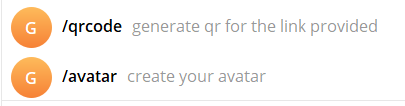 G /qrcode generate qr for the link provided
G /avatar create your avatar